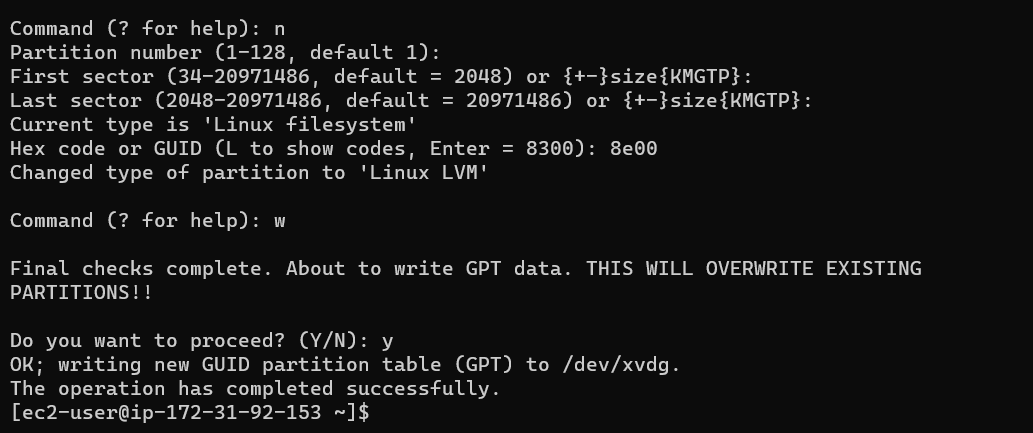 Command (? for help): n
Partition number (1-128, default 1):
First sector (34-20971486, default = 2048) or {+-}size{KMGTP}:
Last sector (2048-20971486, default = 20971486) or {+-}size{KMGTP}:
Current type is 'Linux filesystem'
Hex code or GUID (L to show codes, Enter = 8300): 8e00
Changed type of partition to 'Linux LVM'
Command (? for help): w
Final checks complete. About to write GPT data. THIS WILL OVERWRITE EXISTING
PARTITIONS!!
Do you want to proceed? (Y/N): y
OK; writing new GUID partition table (GPT) to /dev/xvdg.
The operation has completed successfully.
[ec2-user@ip-172-31-92-153 ~]$